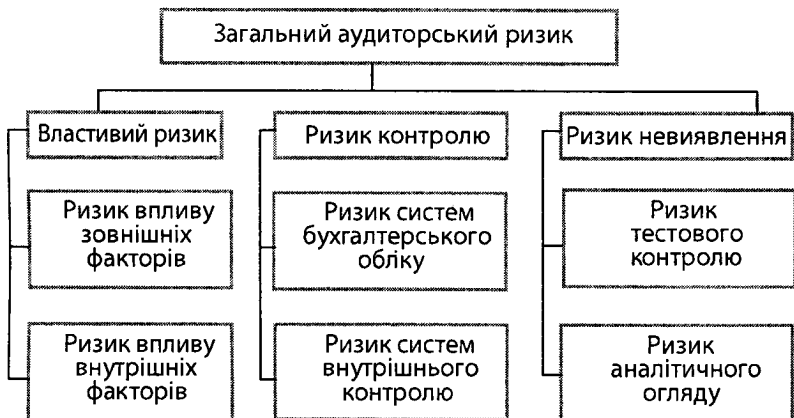 Загальний аудиторський ризик
Властивий ризик
Ризик впливу
зовнішніх
факторів
Ризик впливу
внутрішніх
факторів
Ризик контролю
Ризик систем
бухгалтерського
обліку
Ризик систем
внутрішнього
контролю
Ризик невиявлення
Ризик
тестового
контролю
Ризик
аналітичного
огляду